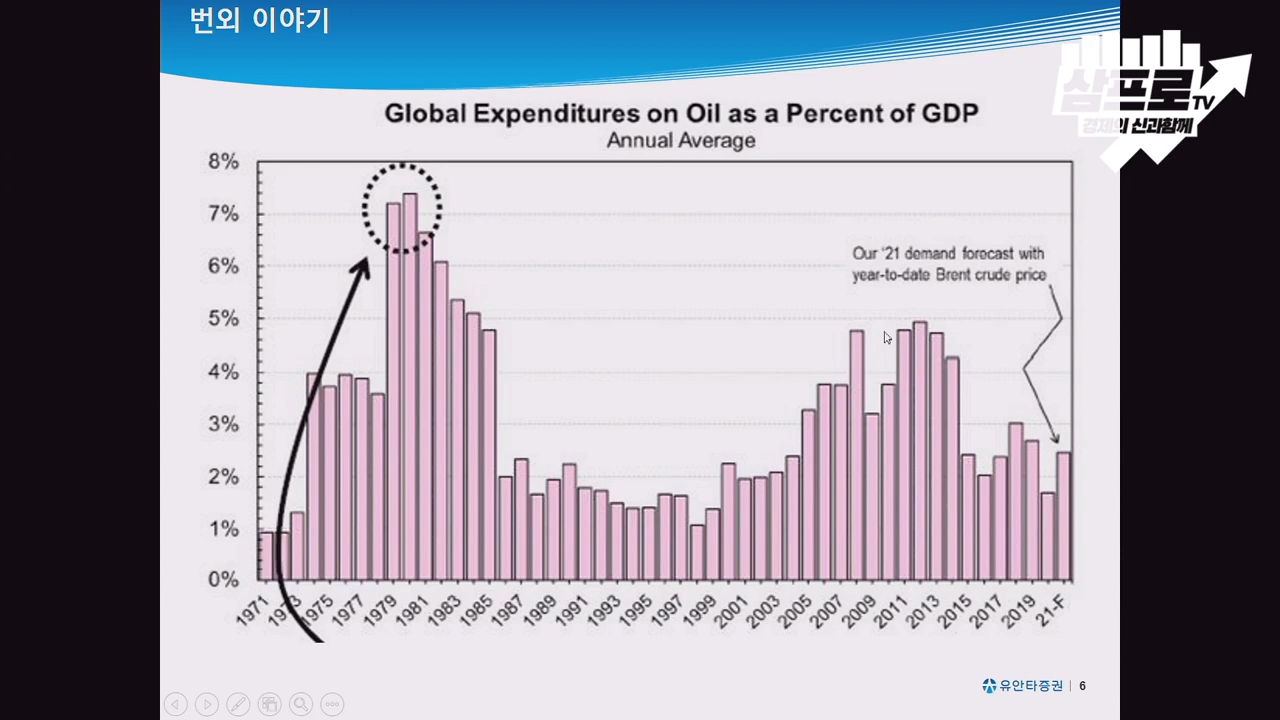 번외 이야기
삼프로TV
경제의 신과함께
Global Expenditures on Oil as a Percent of GDP
Annual Average
8%
7%
6%
5%
4%
3%
2%
1%
0%
Our '21 demand forecast with
year-to-date Brent crude price
1971 1973 1975 1977 1979 1981 1983 1985 1987 1989 1991 1993 1995 1997 1999 2001 2003 2005 2007 2009 2011 2013 2015 2017 2019 21-F
유안타증권 | 6